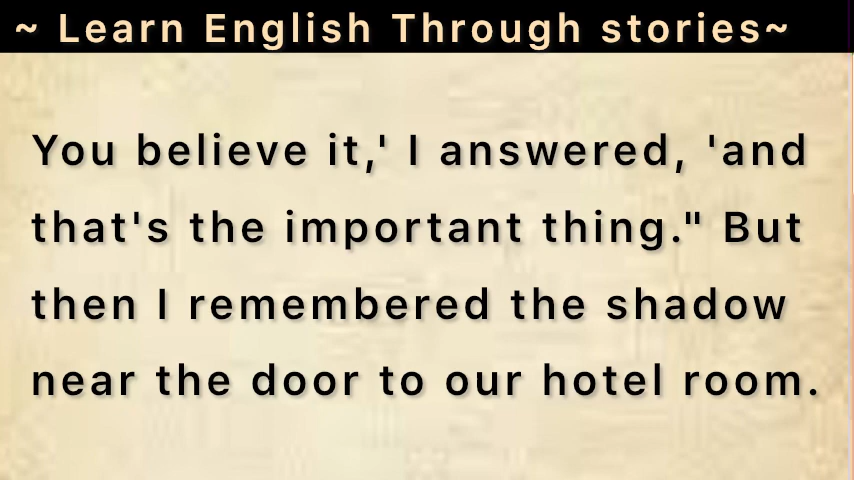 ~ Learn English Through stories~
You believe it,' I answered, 'and
that's the important thing." But
then I remembered the shadow
near the door to our hotel room.